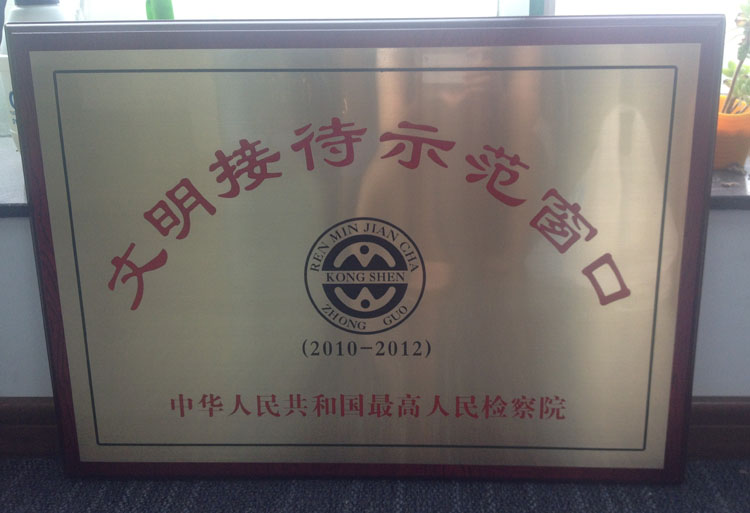 文明接待示范窗口
REN MIN JIAN CHA
KONG SHEN
ZHONG GUO
(2010-2012)
中华人民共和国最高人民检察院